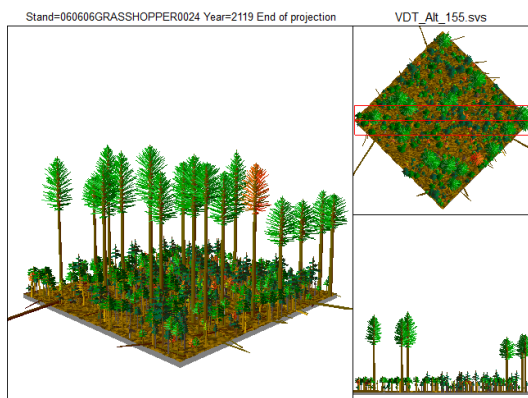 Stand=060606GRASSHOPPER0024 Year=2119 End of projection
VDT_Alt_155.svs